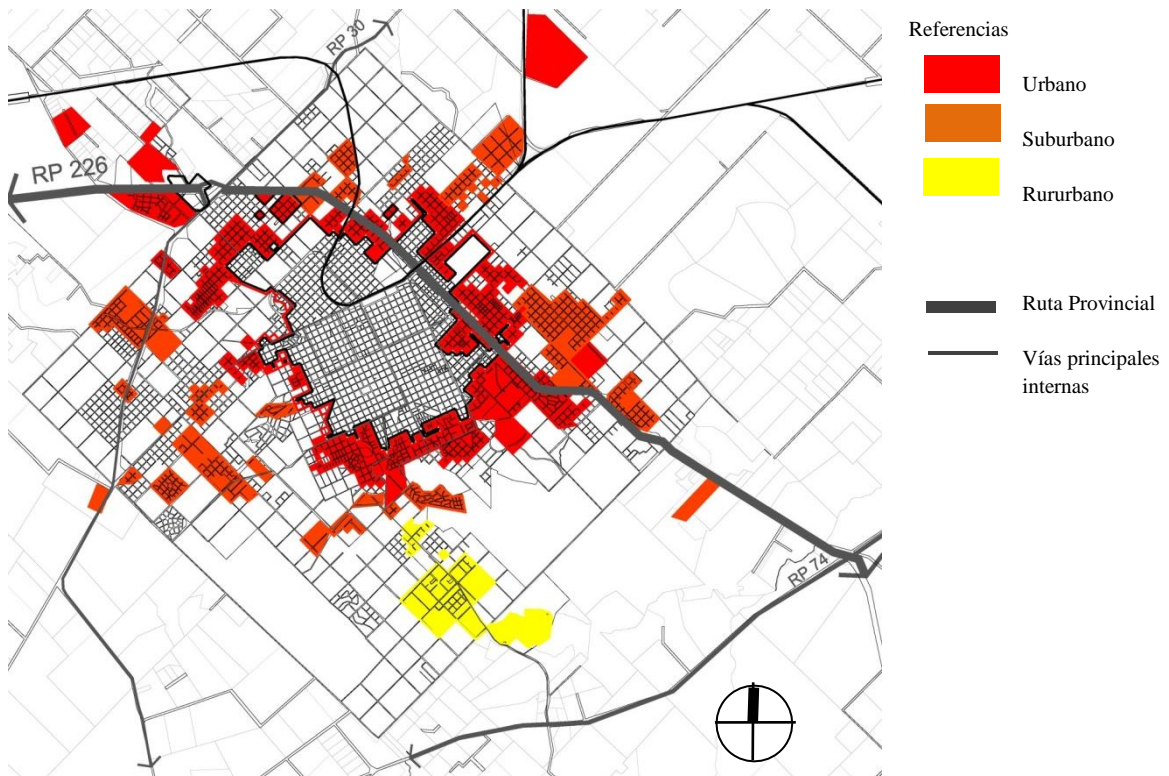 RP 30
RP 226
RP 74
Referencias
Urbano
Suburbano
Rururbano
Ruta Provincial
Vías principales
internas